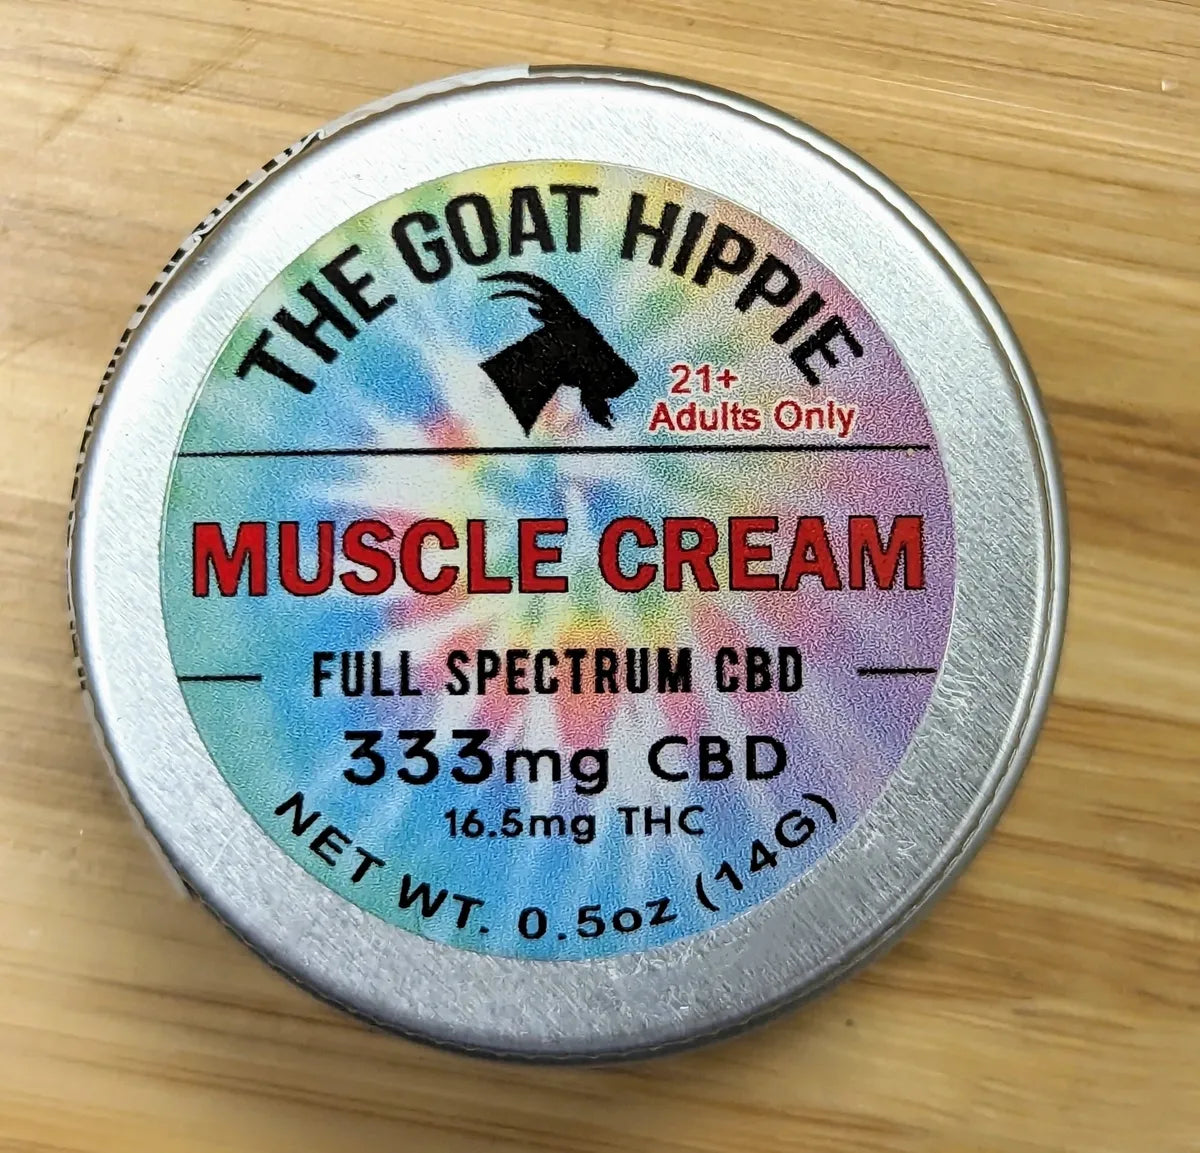 THE GOAT HIPPIE
21+
Adults Only
MUSCLE CREAM
FULL SPECTRUM CBD
333mg CBD
16.5mg THC
NET WT. 0.5oz (14G)